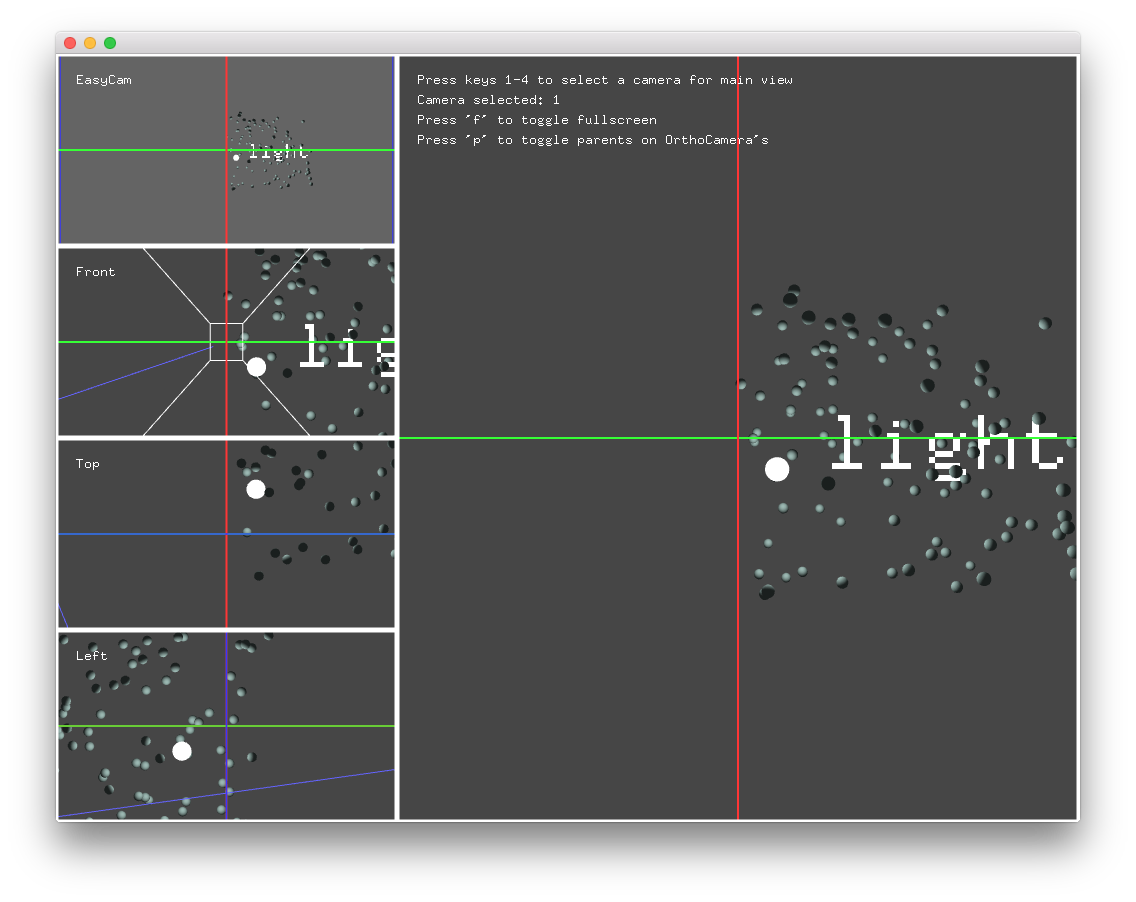 EasyCam
light
Front
lig
Top
Left
Press keys 1-4 to select a camera for main view
Camera selected: 1
Press "f" to toggle fullscreen
Press "p" to toggle parents on OrthoCamera's
light